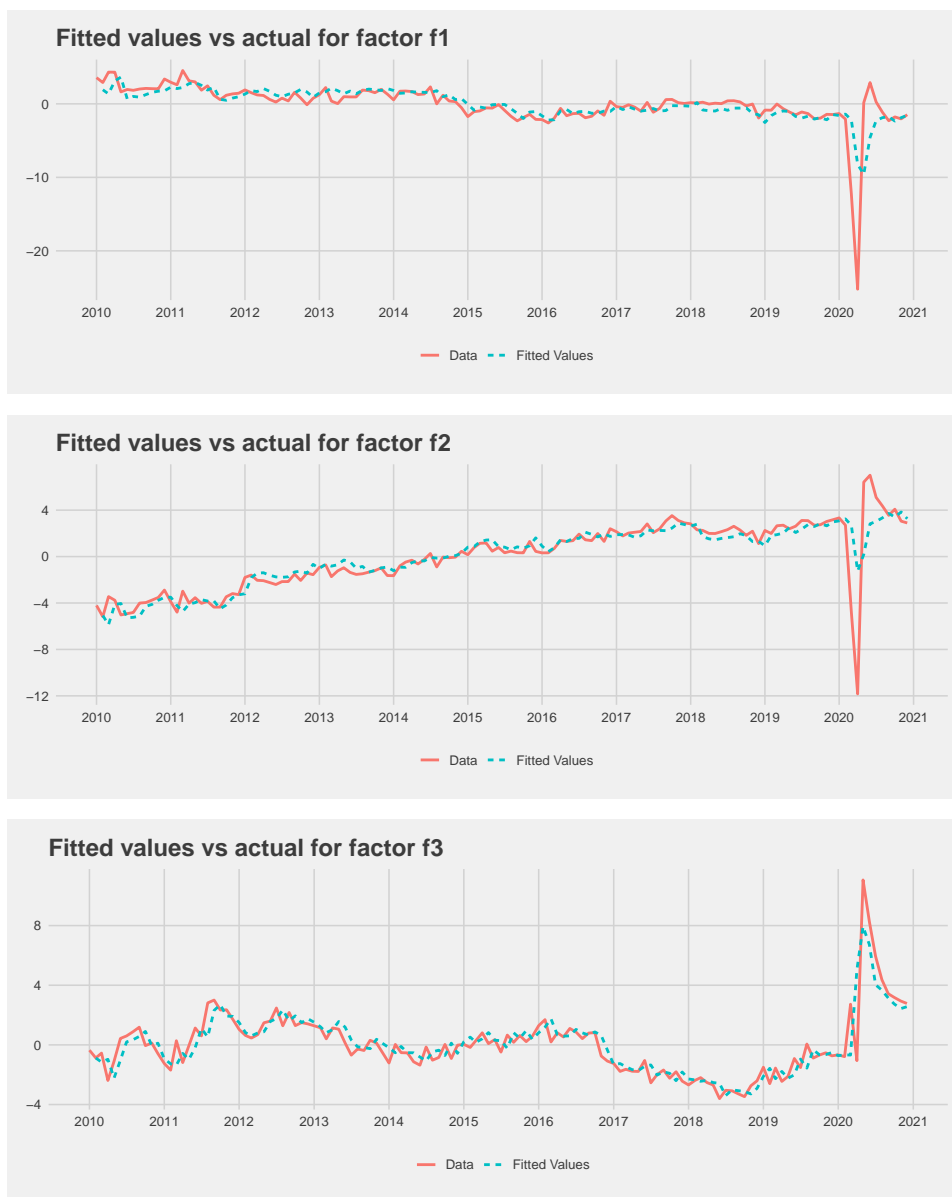 Fitted values vs actual for factor f1
0
−10
−20
2010 2011 2012 2013 2014 2015 2016 2017 2018 2019 2020 2021
Data Fitted Values
Fitted values vs actual for factor f2
4
0
−4
−8
−12
2010 2011 2012 2013 2014 2015 2016 2017 2018 2019 2020 2021
Data Fitted Values
Fitted values vs actual for factor f3
8
4
0
−4
2010 2011 2012 2013 2014 2015 2016 2017 2018 2019 2020 2021
Data Fitted Values